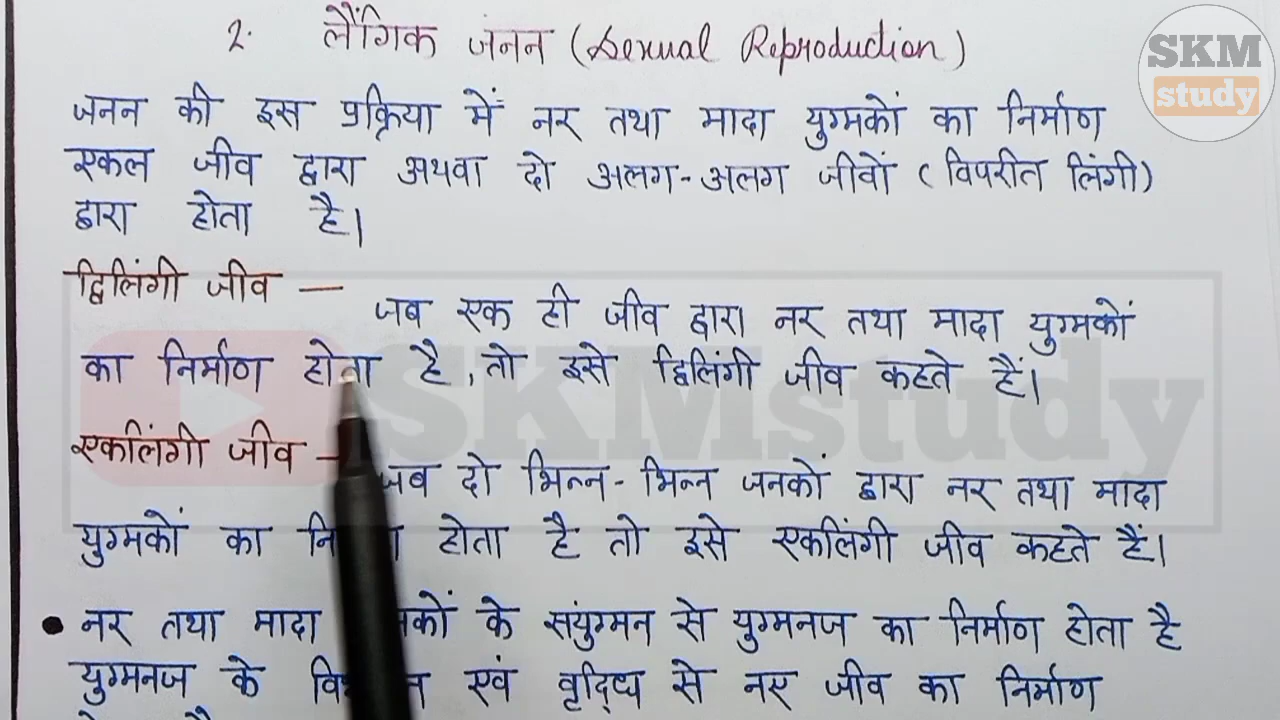 2. लैंगिक जनन (Sexual Reproduction)
SKM
study
जनन की इस प्रक्रिया में नर तथा मादा युग्मकों का निर्माण
एकल जीव द्वारा अथवा दो अलग-अलग जीवों (विपरीत लिंगी)
द्वारा होता है।
द्विलिंगी जीव —
जब एक ही जीव द्वारा नर तथा मादा युग्मकों
का निर्माण होता है, तो इसे द्विलिंगी जीव कहते हैं।
SKMstudy
एकलिंगी जीव —
जब दो भिन्न-भिन्न जनकों द्वारा नर तथा मादा
युग्मकों का होता है तो इसे एकलिंगी जीव कहते हैं।
• नर तथा मादा के संयुग्मन से युग्मनज का निर्माण होता है
युग्मनज के एवं वृद्धि से नए जीव का निर्माण